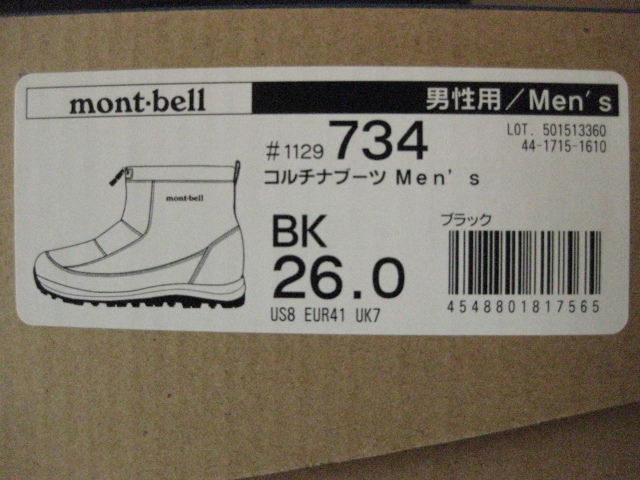 mont·bell
男性用/Men's
LOT. 501513360
44-1715-1610
#1129 734
コルチナブーツ Men's
mont-bell
BK
ブラック
26.0
US8 EUR41 UK7
4548801817565